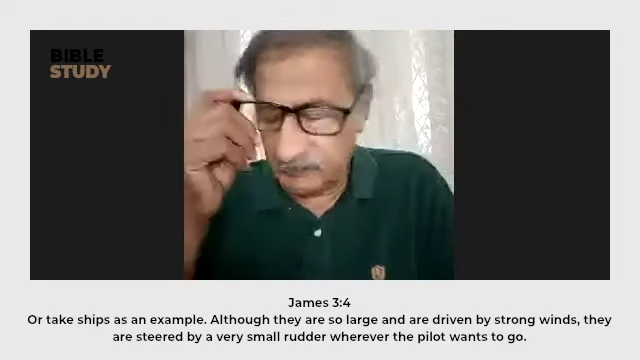 BIBLE
STUDY
James 3:4
Or take ships as an example. Although they are so large and are driven by strong winds, they
are steered by a very small rudder wherever the pilot wants to go.